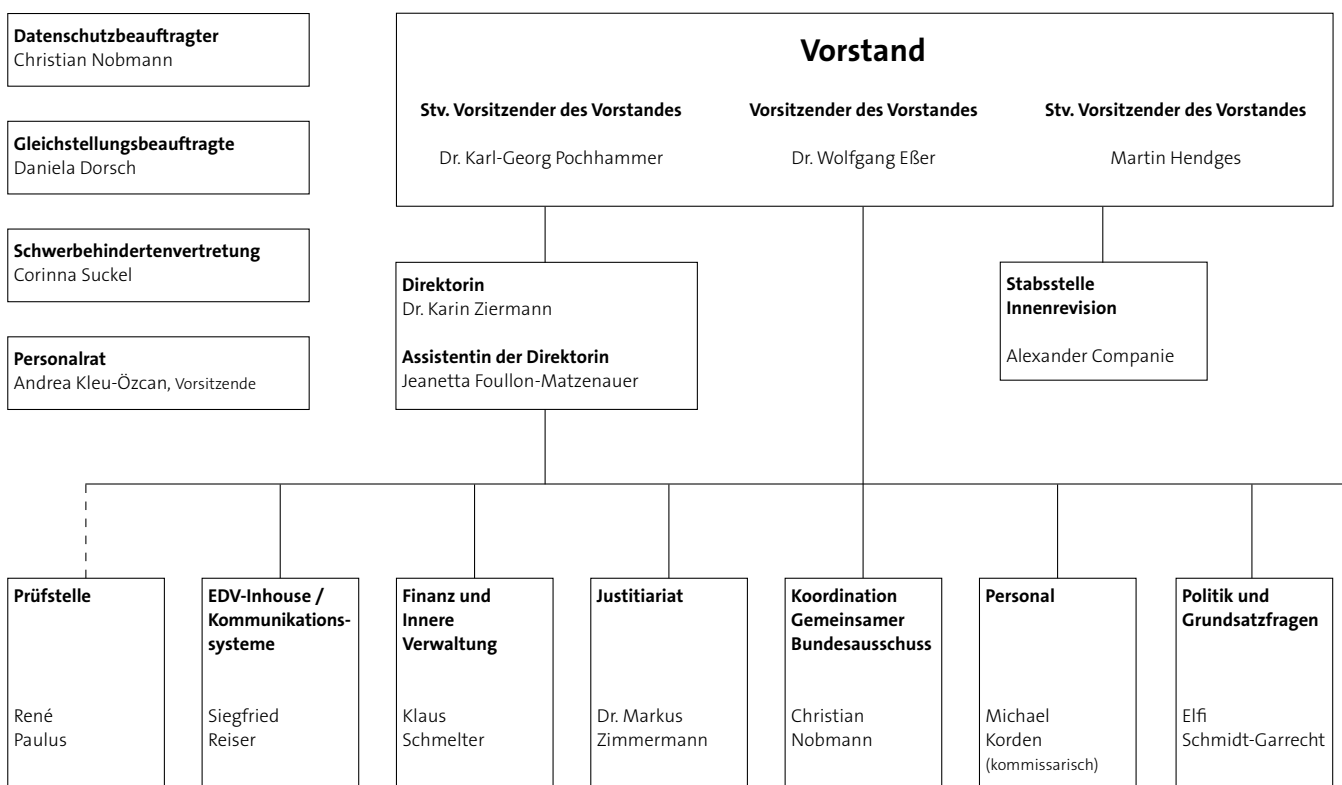 Datenschutzbeauftragter
Christian Nobmann
Gleichstellungsbeauftragte
Daniela Dorsch
Schwerbehindertenvertretung
Corinna Suckel
Personalrat
Andrea Kleu-Özcan, Vorsitzende
Vorstand
Stv. Vorsitzender des Vorstandes
Dr. Karl-Georg Pochhammer
Vorsitzender des Vorstandes
Dr. Wolfgang Eßer
Stv. Vorsitzender des Vorstandes
Martin Hendges
Direktorin
Dr. Karin Ziermann
Assistentin der Direktorin
Jeanetta Foullon-Matzenauer
Stabsstelle
Innenrevision
Alexander Companie
Prüfstelle
René
Paulus
EDV-Inhouse /
Kommunikations-
systeme
Siegfried
Reiser
Finanz und
Innere
Verwaltung
Klaus
Schmelter
Justitiariat
Dr. Markus
Zimmermann
Koordination
Gemeinsamer
Bundesausschuss
Christian
Nobmann
Personal
Michael
Korden
(kommissarisch)
Politik und
Grundsatzfragen
Elfi
Schmidt-Garrecht